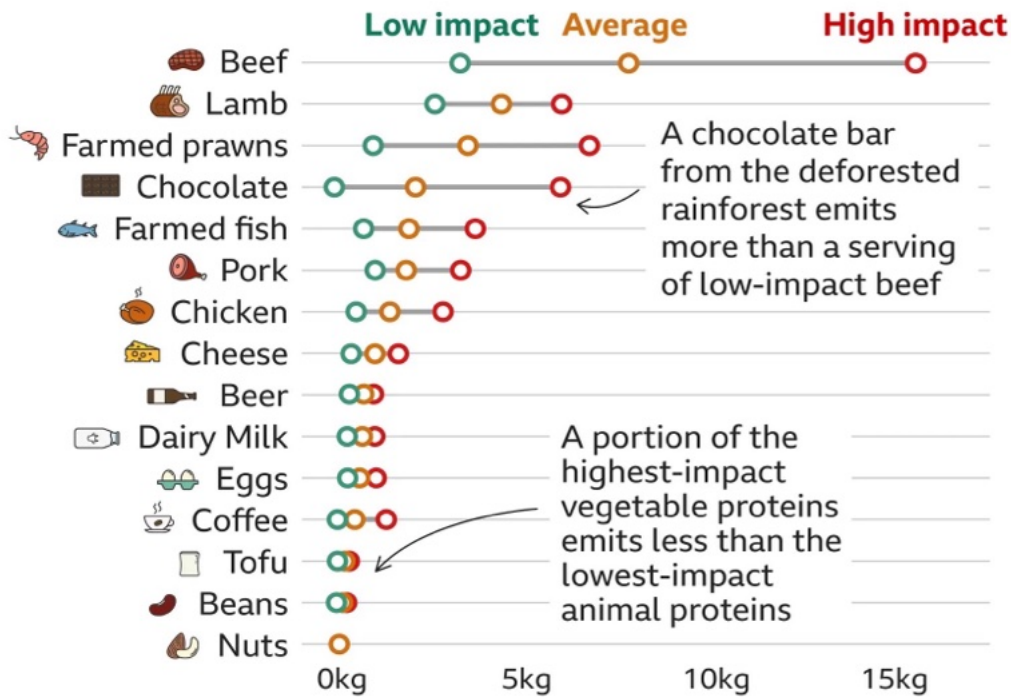 Low impact Average High impact
Beef
Lamb
Farmed prawns
Chocolate
Farmed fish
Pork
Chicken
Cheese
Beer
Dairy Milk
Eggs
Coffee
Tofu
Beans
Nuts
A chocolate bar
from the deforested
rainforest emits
more than a serving
of low-impact beef
A portion of the
highest-impact
vegetable proteins
emits less than the
lowest-impact
animal proteins
0kg 5kg 10kg 15kg